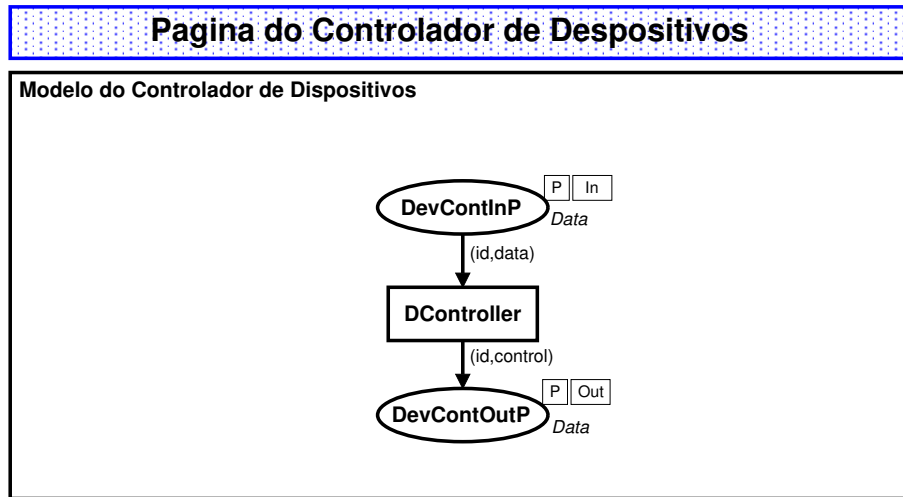 Pagina do Controlador de Despositivos
Modelo do Controlador de Dispositivos
P In
DevContInP
Data
(id,data)
DController
(id,control)
P Out
DevContOutP
Data